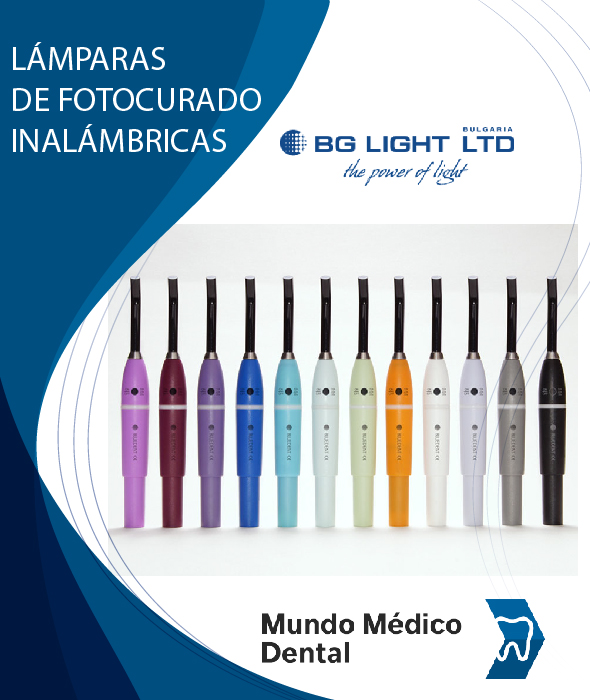 LÁMPARAS
DE FOTOCURADO
INALÁMBRICAS
BULGARIA
BG LIGHT LTD
the power of light
Mundo Médico
Dental